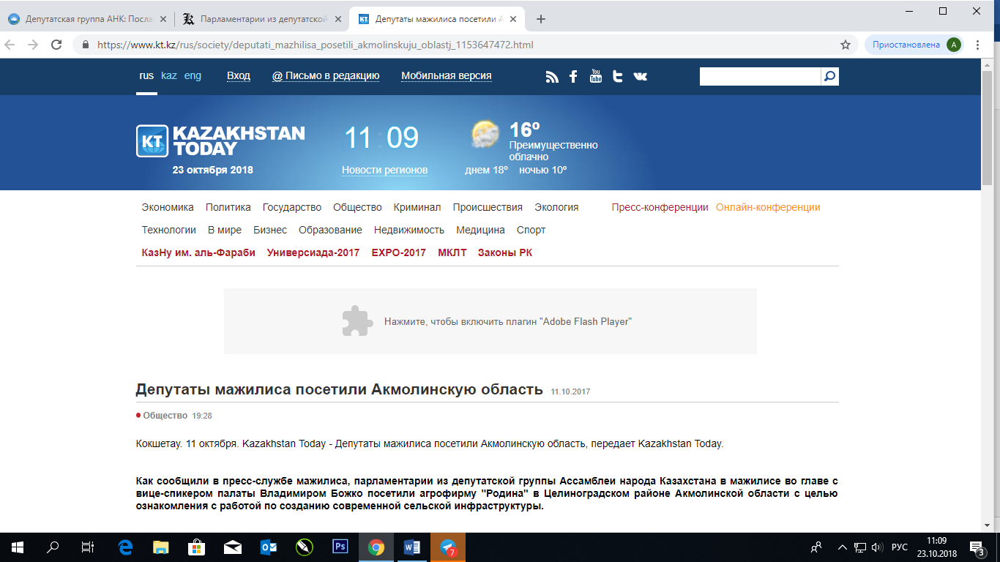 Депутатская группа АНК: Посла
Парламентарии из депутатской
Депутаты мажилиса посетили А
https://www.kt.kz/rus/society/deputati_mazhilisa_posetili_akmolinskuju_oblastj_1153647472.html
Приостановлена A
rus kaz eng Вход @ Письмо в редакцию Мобильная версия
You Tube
KT KAZAKHSTAN TODAY
23 октября 2018
11 : 09
Новости регионов
16º
Преимущественно
облачно
днем 18º ночью 10º
Экономика Политика Государство Общество Криминал Происшествия Экология Пресс-конференции Онлайн-конференции
Технологии В мире Бизнес Образование Недвижимость Медицина Спорт
КазНу им. аль-Фараби Универсиада-2017 EXPO-2017 МКЛТ Законы РК
Нажмите, чтобы включить плагин "Adobe Flash Player"
Депутаты мажилиса посетили Акмолинскую область 11.10.2017
Общество 19:28
Кокшетау. 11 октября. Kazakhstan Today - Депутаты мажилиса посетили Акмолинскую область, передает Kazakhstan Today.
Как сообщили в пресс-службе мажилиса, парламентарии из депутатской группы Ассамблеи народа Казахстана в мажилисе во главе с
вице-спикером палаты Владимиром Божко посетили агрофирму "Родина" в Целиноградском районе Акмолинской области с целью
ознакомления с работой по созданию современной сельской инфраструктуры.
Ps
7
РУС
11:09
23.10.2018
3